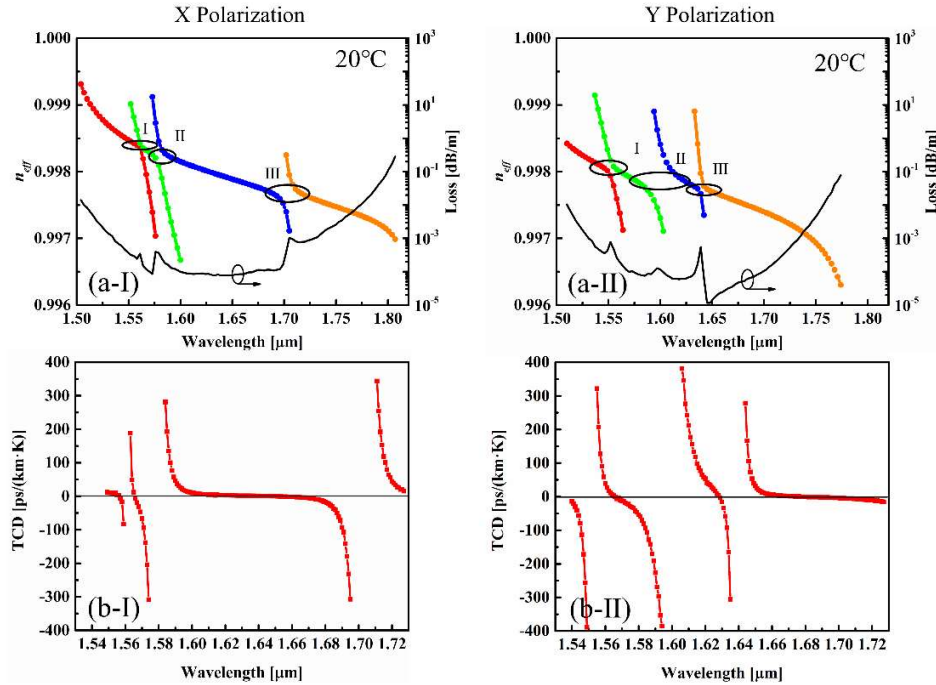 X Polarization
Y Polarization
1.000
0.999
0.998
0.997
0.996
n_eff
20°C
I
II
III
(a-I)
10^3
10^1
10^-1
10^-3
10^-5
Loss [dB/m]
1.50 1.55 1.60 1.65 1.70 1.75 1.80
Wavelength [μm]
1.000
0.999
0.998
0.997
0.996
n_eff
20°C
I
II
III
(a-II)
10^3
10^1
10^-1
10^-3
10^-5
Loss [dB/m]
1.50 1.55 1.60 1.65 1.70 1.75 1.80
Wavelength [μm]
400
300
200
100
0
-100
-200
-300
-400
TCD [ps/(km·K)]
(b-I)
1.54 1.56 1.58 1.60 1.62 1.64 1.66 1.68 1.70 1.72
Wavelength [μm]
400
300
200
100
0
-100
-200
-300
-400
TCD [ps/(km·K)]
(b-II)
1.54 1.56 1.58 1.60 1.62 1.64 1.66 1.68 1.70 1.72
Wavelength [μm]